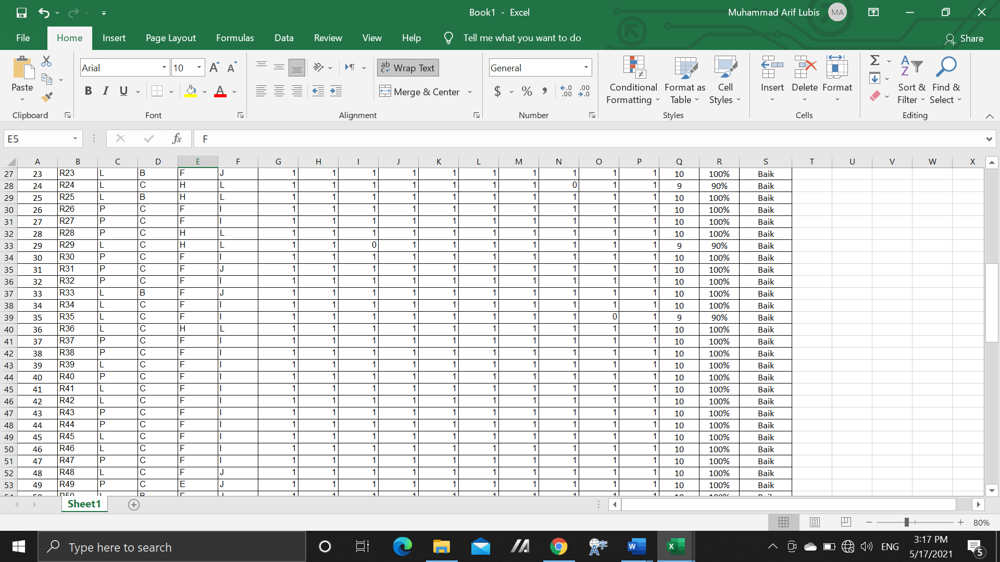 Book1 - Excel
Muhammad Arif Lubis MA
File Home Insert Page Layout Formulas Data Review View Help Tell me what you want to do Share
Paste
Arial 10
Wrap Text
General
Merge & Center
B I U
$ % ,
Conditional Formatting
Format as Table
Cell Styles
Insert
Delete
Format
Sort & Filter
Find & Select
Clipboard Font Alignment Number Styles Cells Editing
E5 fx F
A B C D E F G H I J K L M N O P Q R S T U V W X
27 23 R23 L B F J 1 1 1 1 1 1 1 1 1 1 10 100% Baik
28 24 R24 L C H L 1 1 1 1 1 1 1 0 1 1 9 90% Baik
29 25 R25 L B H L 1 1 1 1 1 1 1 1 1 1 10 100% Baik
30 26 R26 P C F I 1 1 1 1 1 1 1 1 1 1 10 100% Baik
31 27 R27 P C F I 1 1 1 1 1 1 1 1 1 1 10 100% Baik
32 28 R28 P C H L 1 1 1 1 1 1 1 1 1 1 10 100% Baik
33 29 R29 L C H L 1 1 0 1 1 1 1 1 1 1 9 90% Baik
34 30 R30 P C F I 1 1 1 1 1 1 1 1 1 1 10 100% Baik
35 31 R31 P C F J 1 1 1 1 1 1 1 1 1 1 10 100% Baik
36 32 R32 P C F I 1 1 1 1 1 1 1 1 1 1 10 100% Baik
37 33 R33 L B F J 1 1 1 1 1 1 1 1 1 1 10 100% Baik
38 34 R34 L C F I 1 1 1 1 1 1 1 1 1 1 10 100% Baik
39 35 R35 L C F I 1 1 1 1 1 1 1 1 0 1 9 90% Baik
40 36 R36 L C H L 1 1 1 1 1 1 1 1 1 1 10 100% Baik
41 37 R37 P C F I 1 1 1 1 1 1 1 1 1 1 10 100% Baik
42 38 R38 P C F I 1 1 1 1 1 1 1 1 1 1 10 100% Baik
43 39 R39 L C F I 1 1 1 1 1 1 1 1 1 1 10 100% Baik
44 40 R40 P C F I 1 1 1 1 1 1 1 1 1 1 10 100% Baik
45 41 R41 L C F I 1 1 1 1 1 1 1 1 1 1 10 100% Baik
46 42 R42 L C F I 1 1 1 1 1 1 1 1 1 1 10 100% Baik
47 43 R43 P C F I 1 1 1 1 1 1 1 1 1 1 10 100% Baik
48 44 R44 P C F I 1 1 1 1 1 1 1 1 1 1 10 100% Baik
49 45 R45 L C F I 1 1 1 1 1 1 1 1 1 1 10 100% Baik
50 46 R46 L C F I 1 1 1 1 1 1 1 1 1 1 10 100% Baik
51 47 R47 P C F I 1 1 1 1 1 1 1 1 1 1 10 100% Baik
52 48 R48 L C F J 1 1 1 1 1 1 1 1 1 1 10 100% Baik
53 49 R49 P C E J 1 1 1 1 1 1 1 1 1 1 10 100% Baik
Sheet1
80%
Type here to search
ENG
3:17 PM
5/17/2021
5